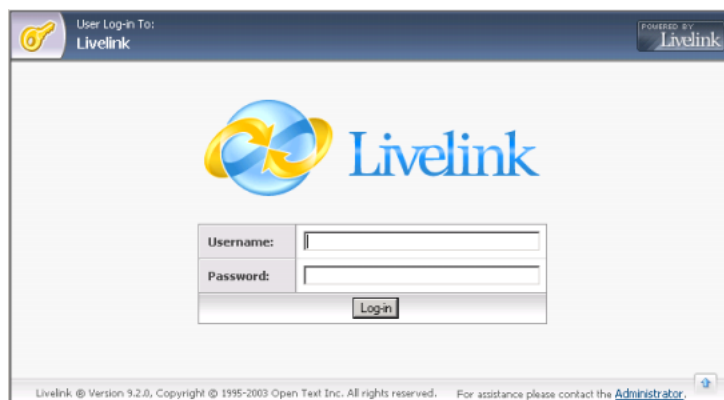 User Log-in To:
Livelink
POWERED BY
Livelink
Livelink
Username:
Password:
Log-in
Livelink ® Version 9.2.0, Copyright © 1995-2003 Open Text Inc. All rights reserved. For assistance please contact the Administrator.